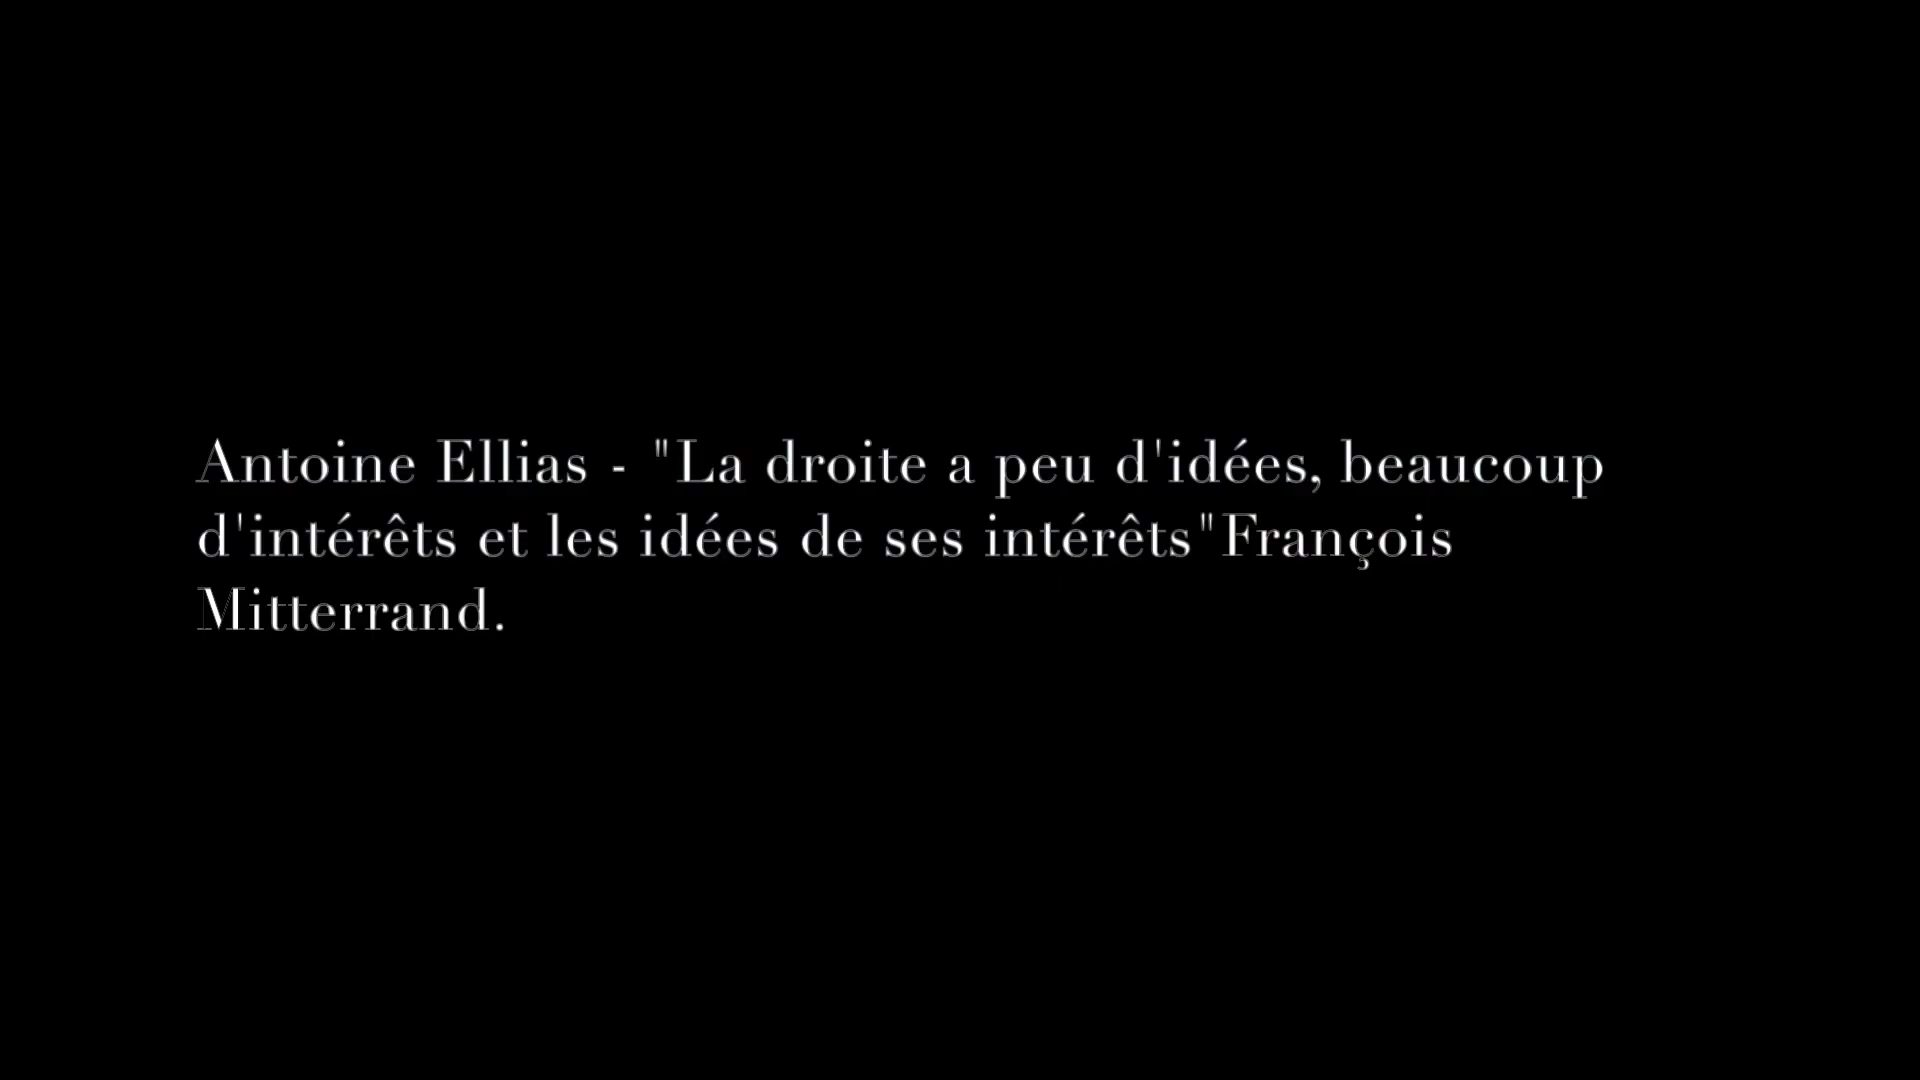 Antoine Ellias - "La droite a peu d'idées, beaucoup
d'intérêts et les idées de ses intérêts"François
Mitterrand.